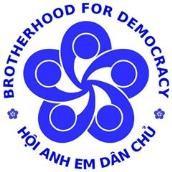 BROTHERHOOD FOR DEMOCRACY
HỘI ANH EM DÂN CHỦ